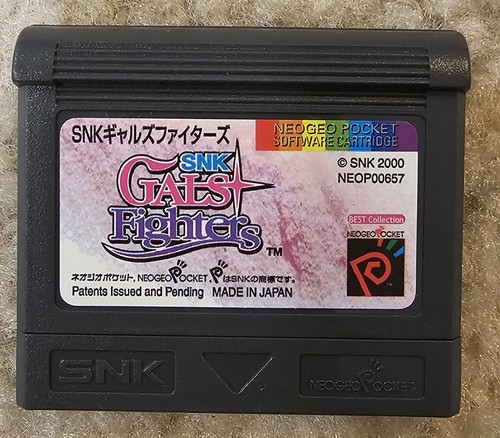 SNKギャルズファイターズ
NEOGEO POCKET
SOFTWARE CARTRIDGE
© SNK 2000
NEOP00657
SNK
GALS
Fighters™
BEST Collection
NEOGEO POCKET
ネオジオポケット, NEOGEO POCKET, PはSNKの商標です。
Patents Issued and Pending MADE IN JAPAN
SNK
NEOGEO POCKET